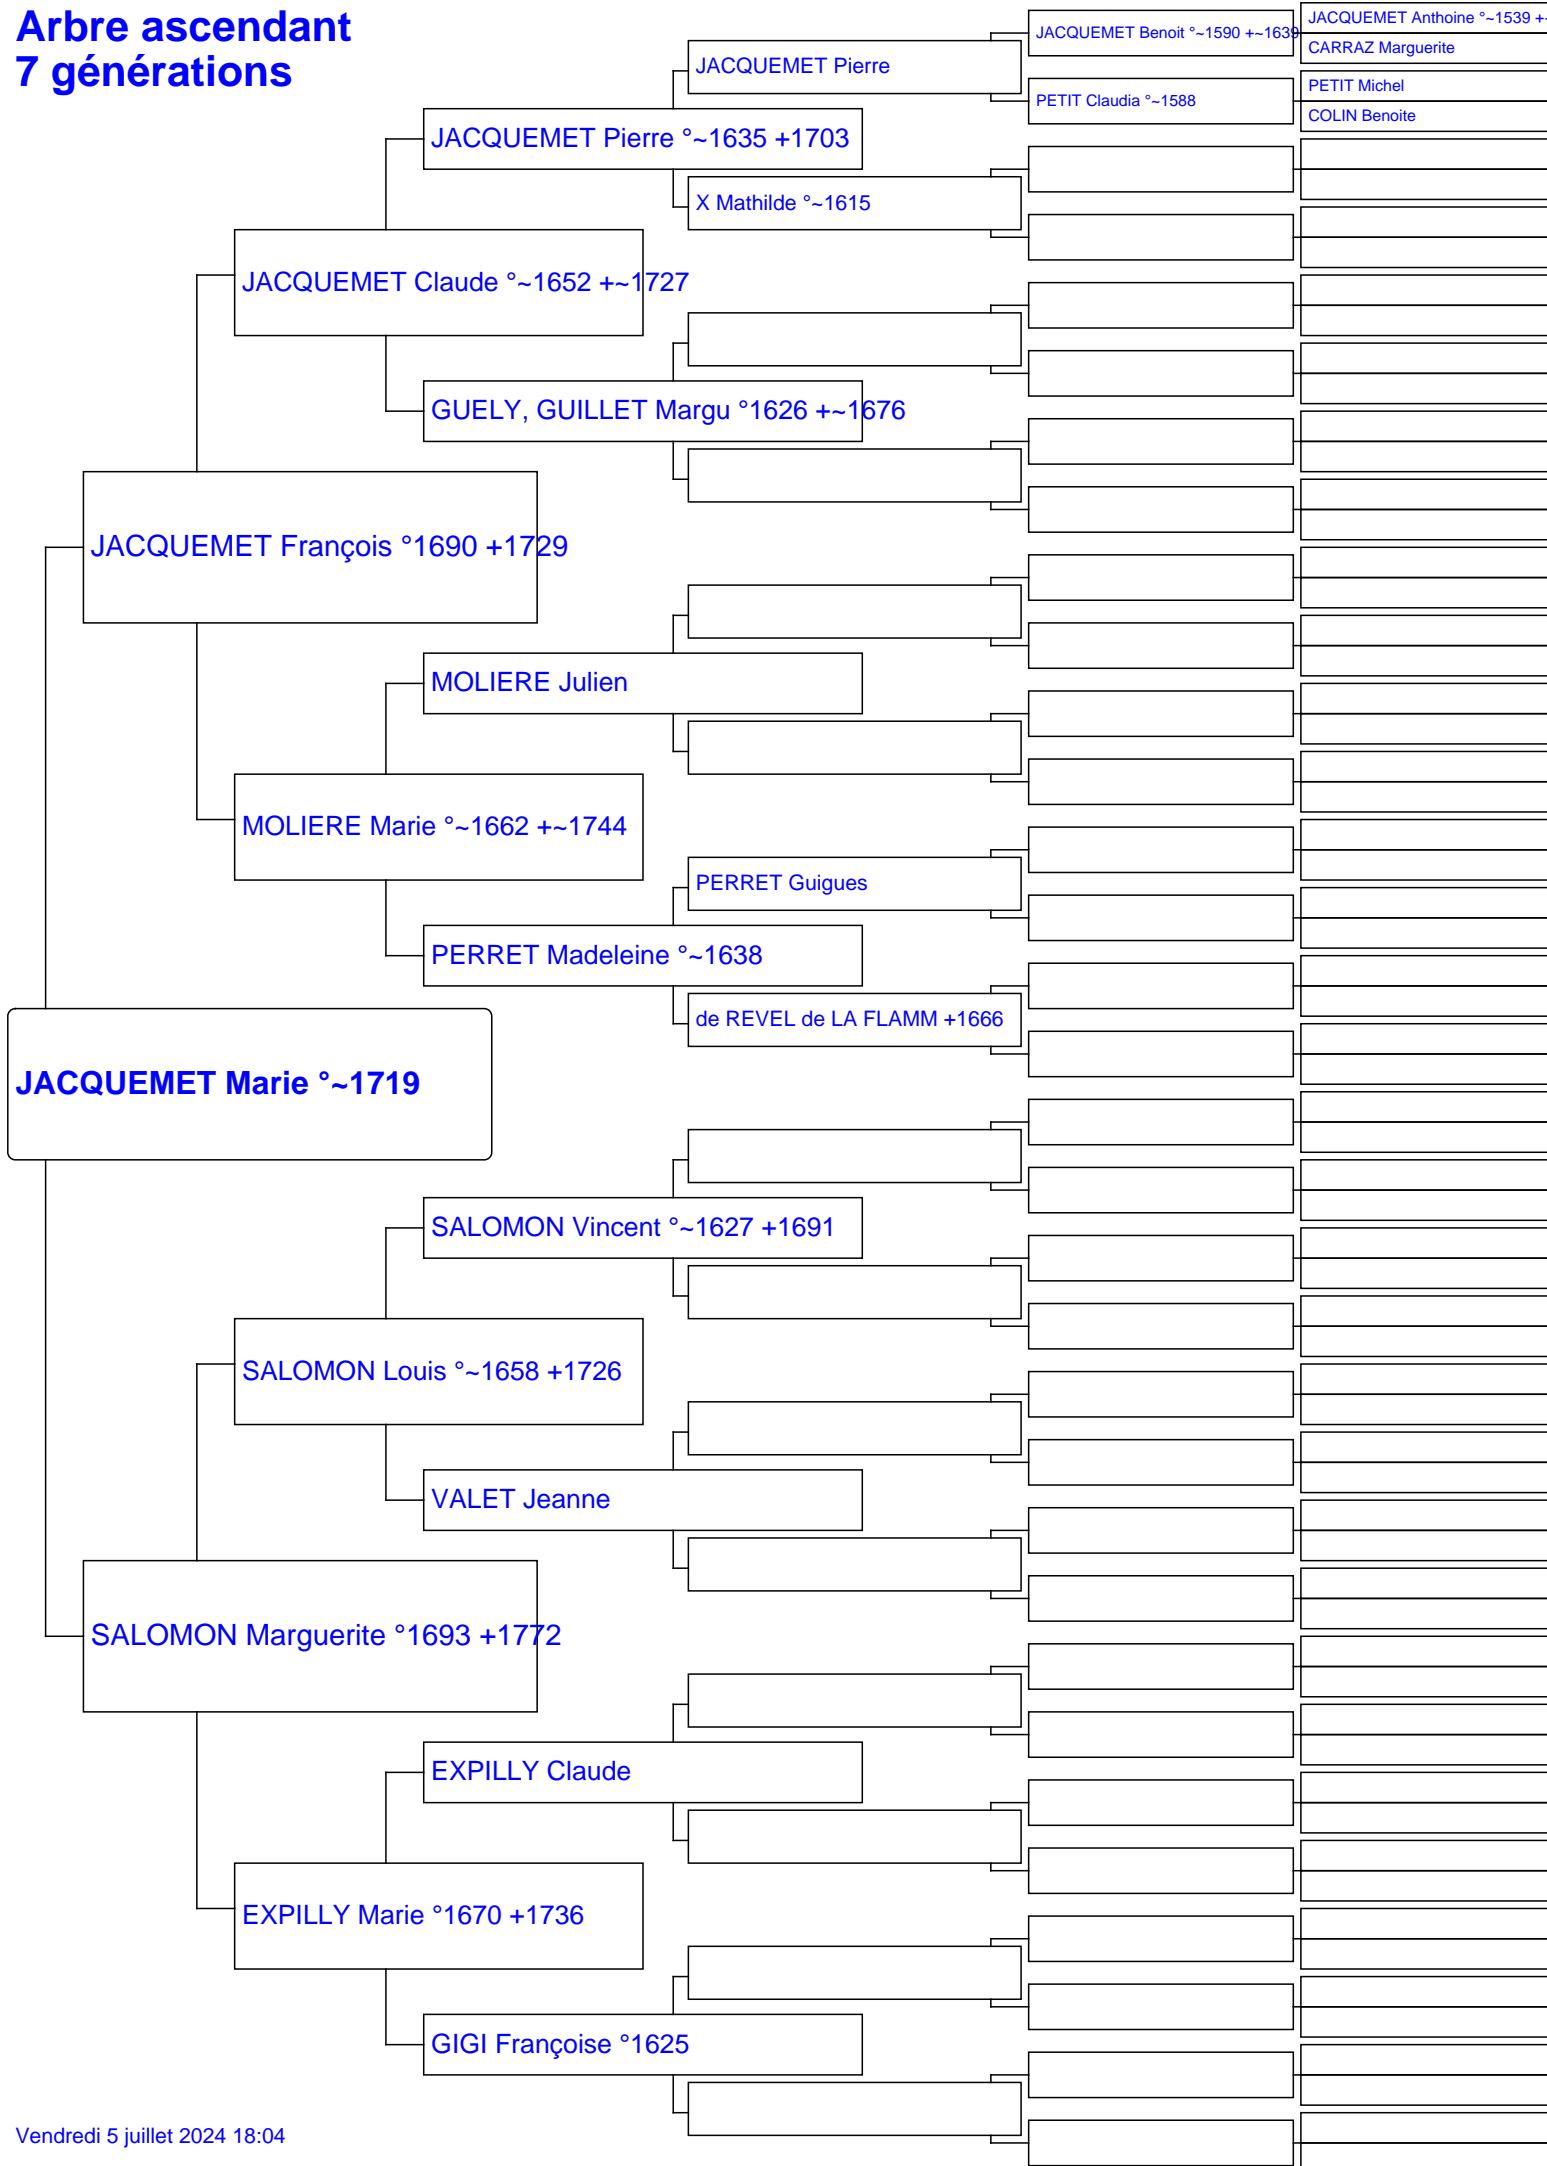 Arbre ascendant
7 générations
JACQUEMET Anthoine °~1539 +~
JACQUEMET Benoit °~1590 +~1639
CARRAZ Marguerite
JACQUEMET Pierre
PETIT Michel
PETIT Claudia °~1588
COLIN Benoite
JACQUEMET Pierre °~1635 +1703
X Mathilde °~1615
JACQUEMET Claude °~1652 +~1727
GUELY, GUILLET Margu °1626 +~1676
JACQUEMET François °1690 +1729
MOLIERE Julien
MOLIERE Marie °~1662 +~1744
PERRET Guigues
PERRET Madeleine °~1638
de REVEL de LA FLAMM +1666
JACQUEMET Marie °~1719
SALOMON Vincent °~1627 +1691
SALOMON Louis °~1658 +1726
VALET Jeanne
SALOMON Marguerite °1693 +1772
EXPILLY Claude
EXPILLY Marie °1670 +1736
GIGI Françoise °1625
Vendredi 5 juillet 2024 18:04